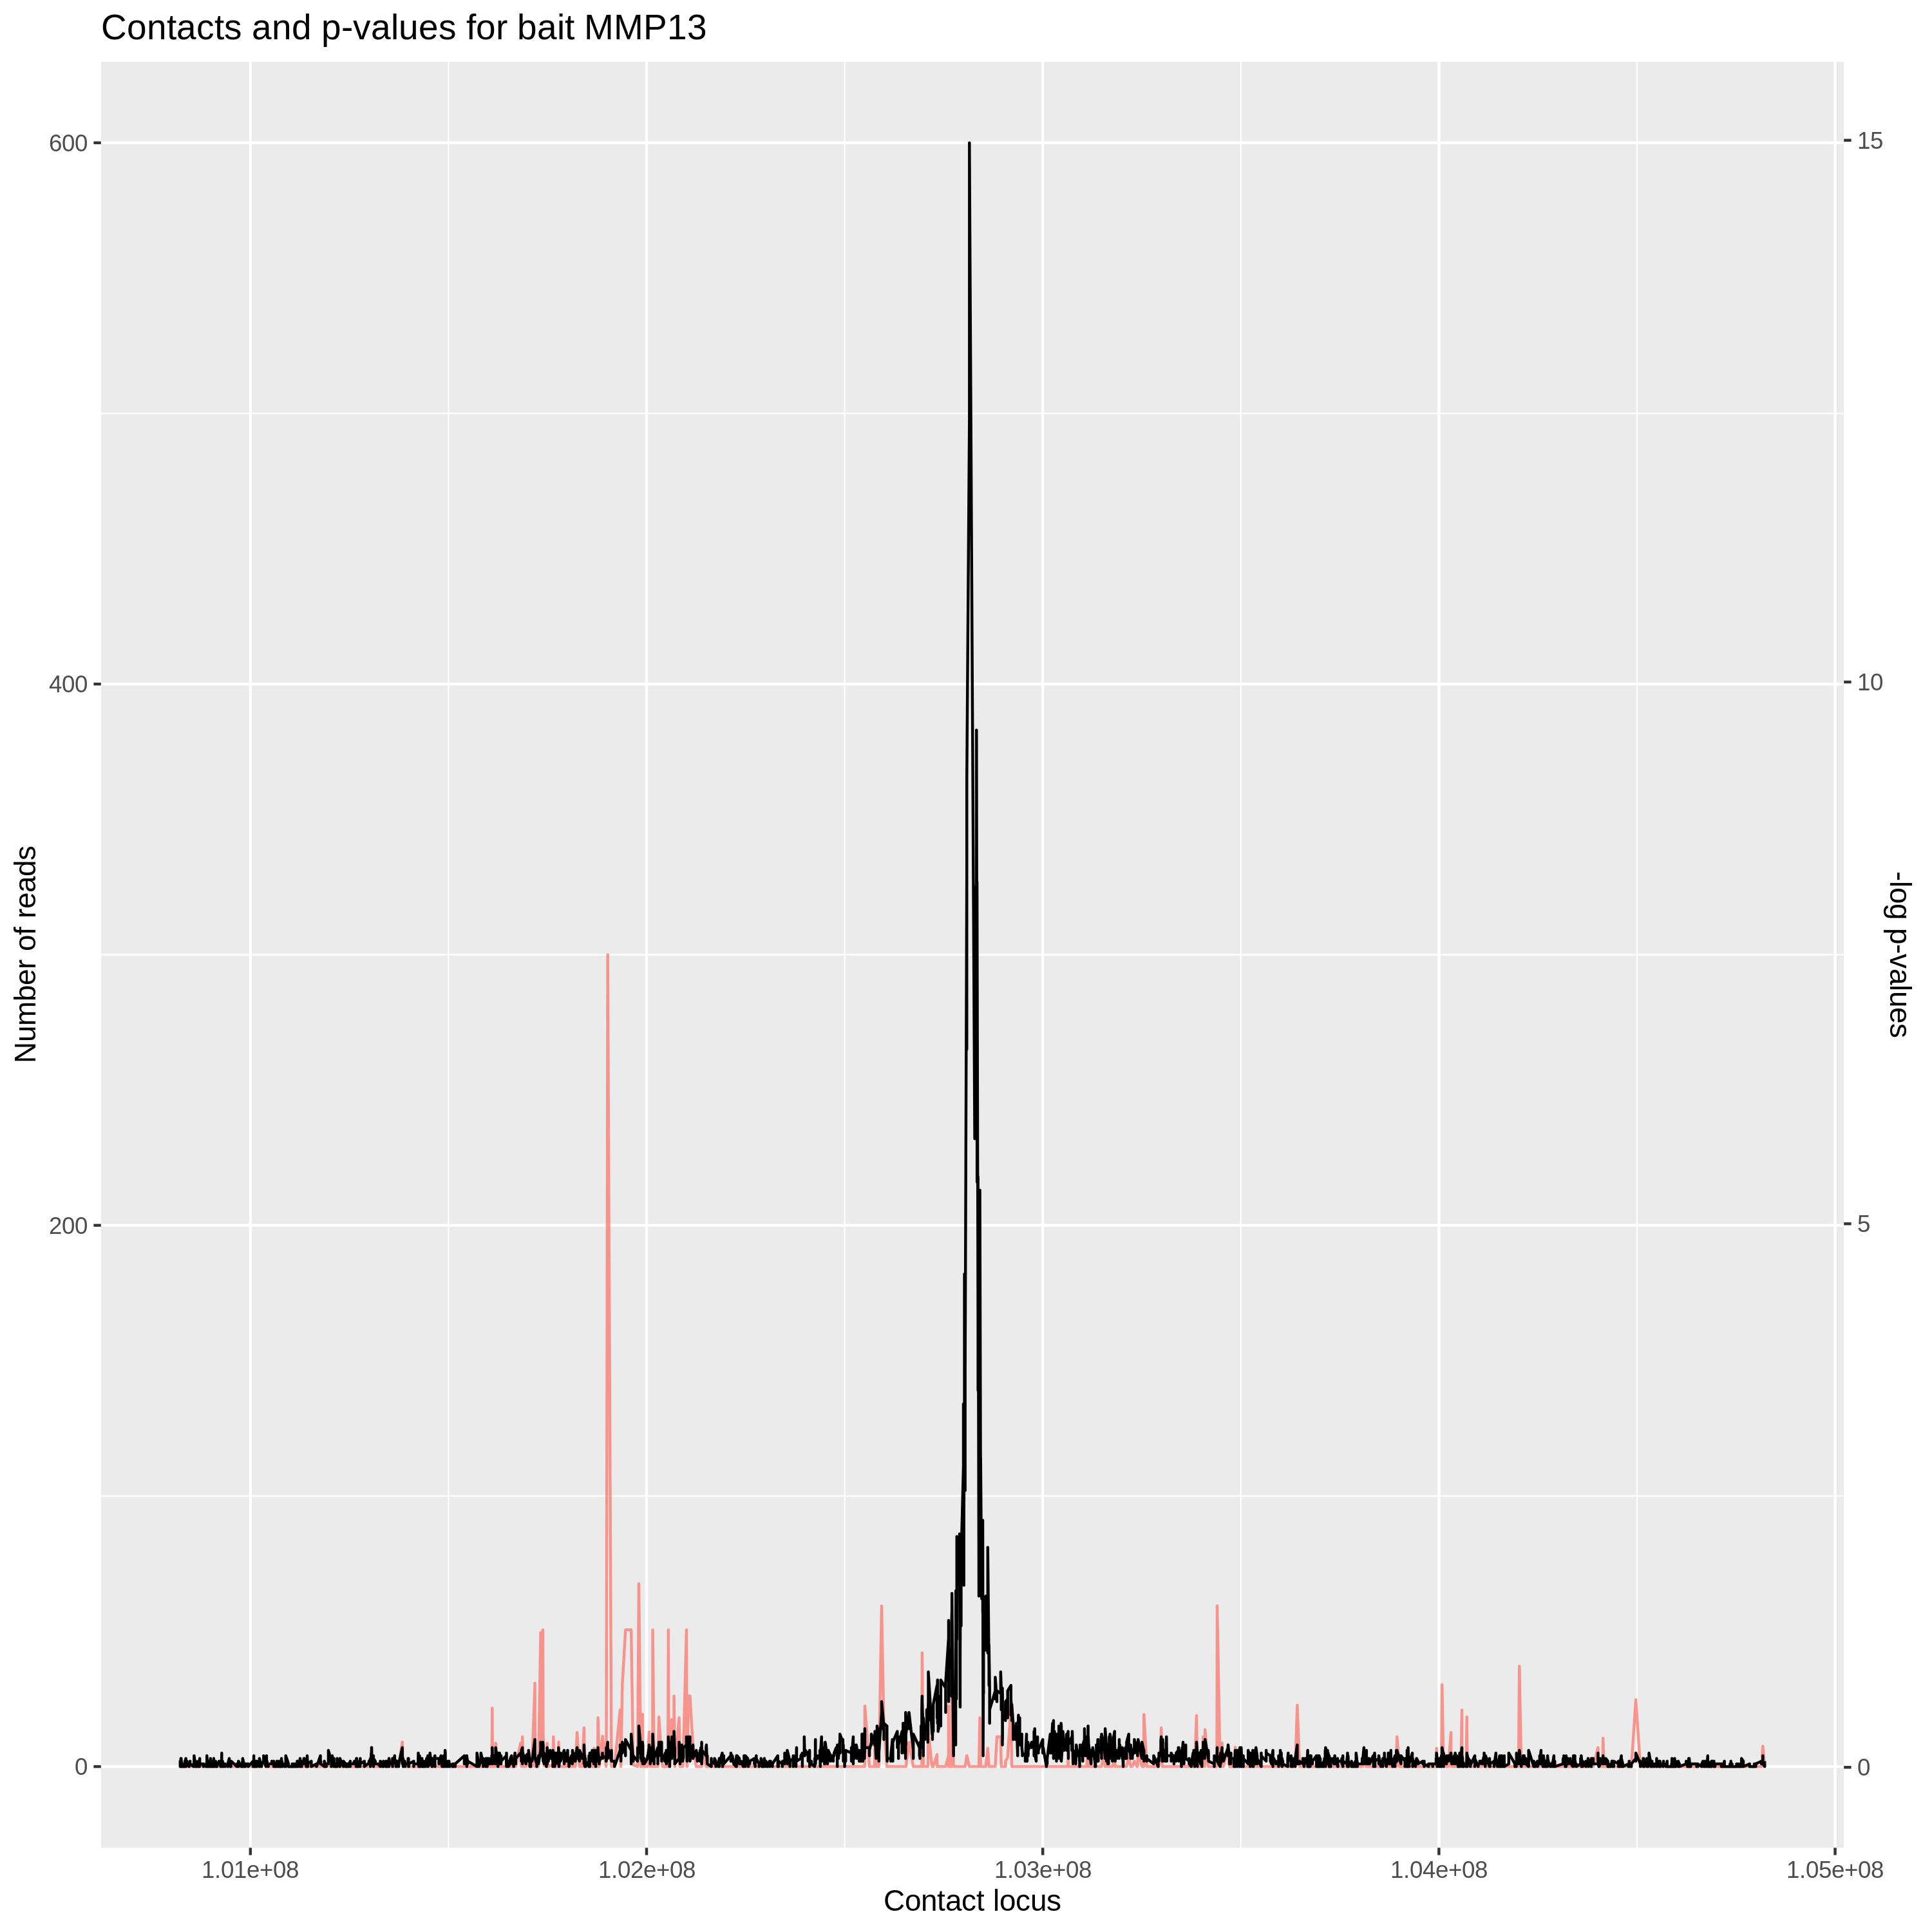 Contacts and p-values for bait MMP13
600
400
200
0
Number of reads
15
10
5
0
-log p-values
1.01e+08 1.02e+08 1.03e+08 1.04e+08 1.05e+08
Contact locus